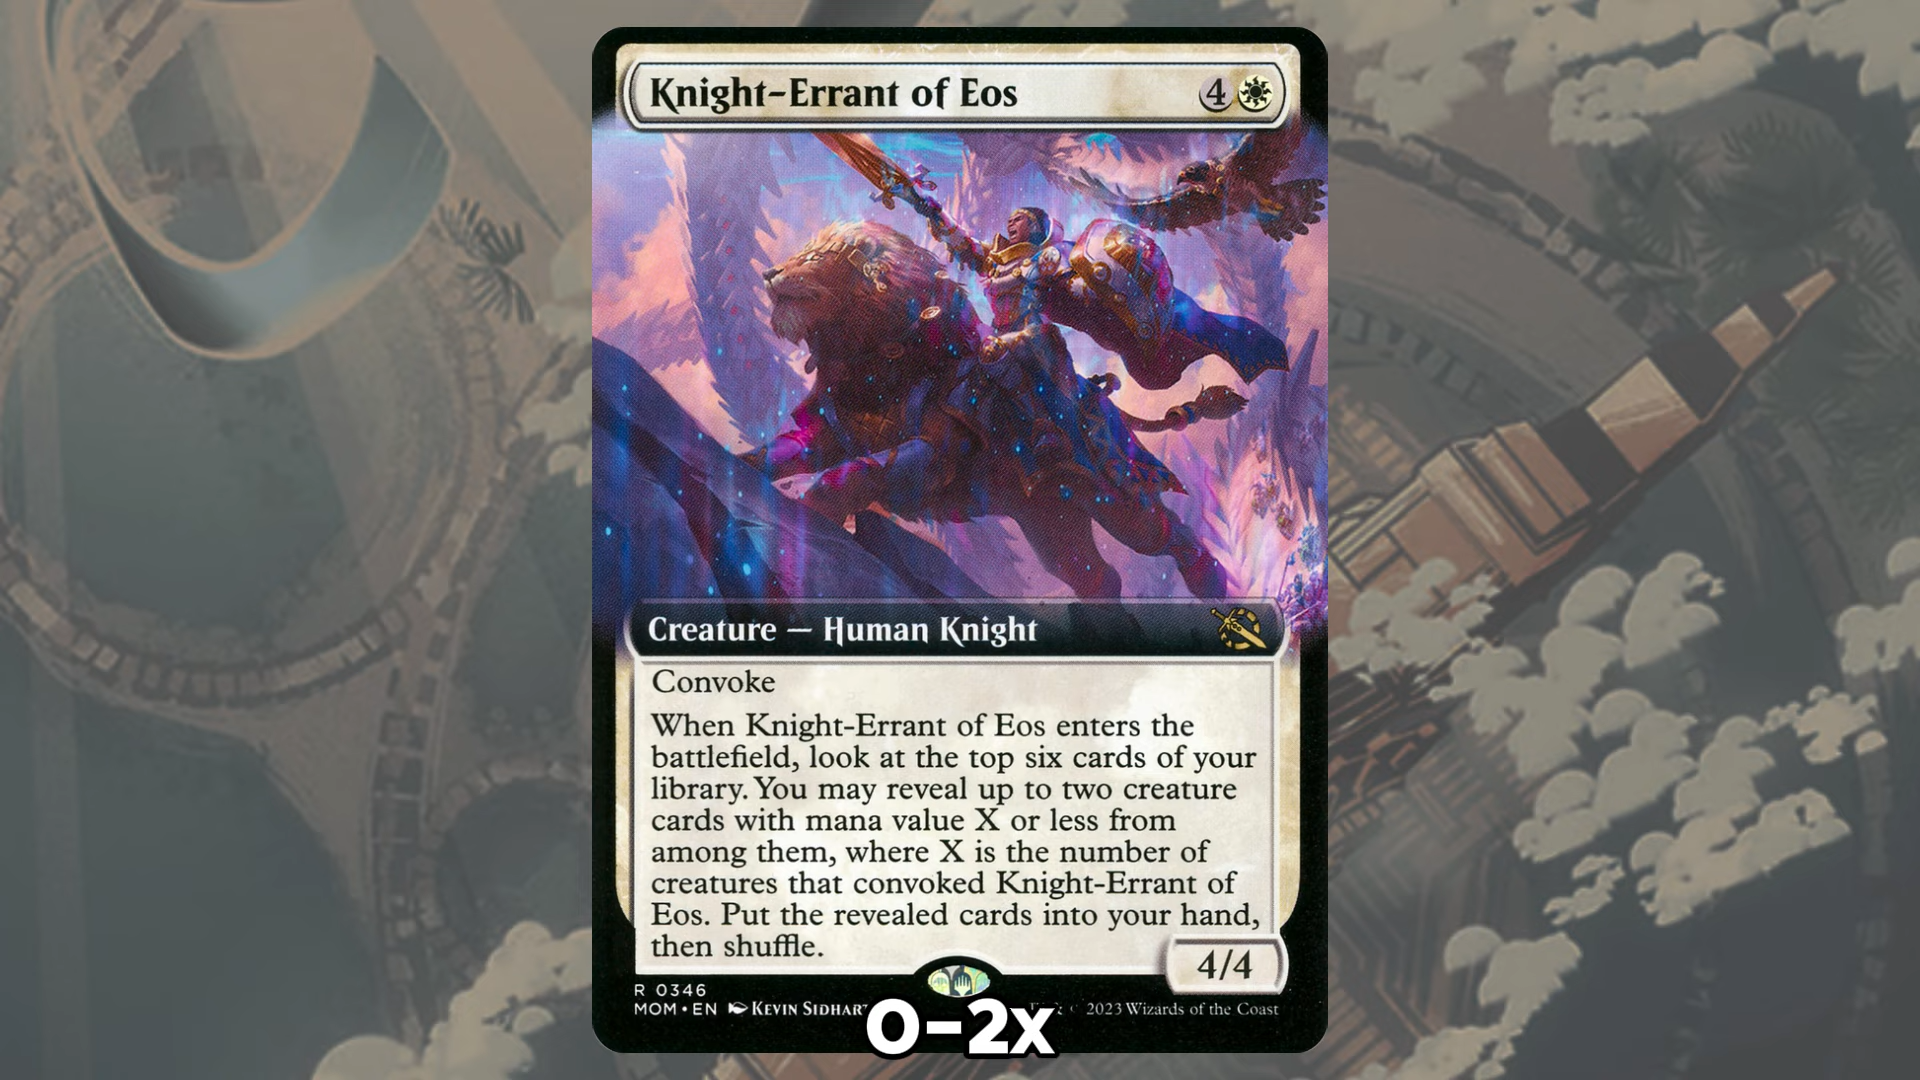 Knight-Errant of Eos
4
Creature — Human Knight
Convoke
When Knight-Errant of Eos enters the
battlefield, look at the top six cards of your
library. You may reveal up to two creature
cards with mana value X or less from
among them, where X is the number of
creatures that convoked Knight-Errant of
Eos. Put the revealed cards into your hand,
then shuffle.
4/4
R 0346
MOM • EN KEVIN SIDHAR
2023 Wizards of the Coast
0-2x